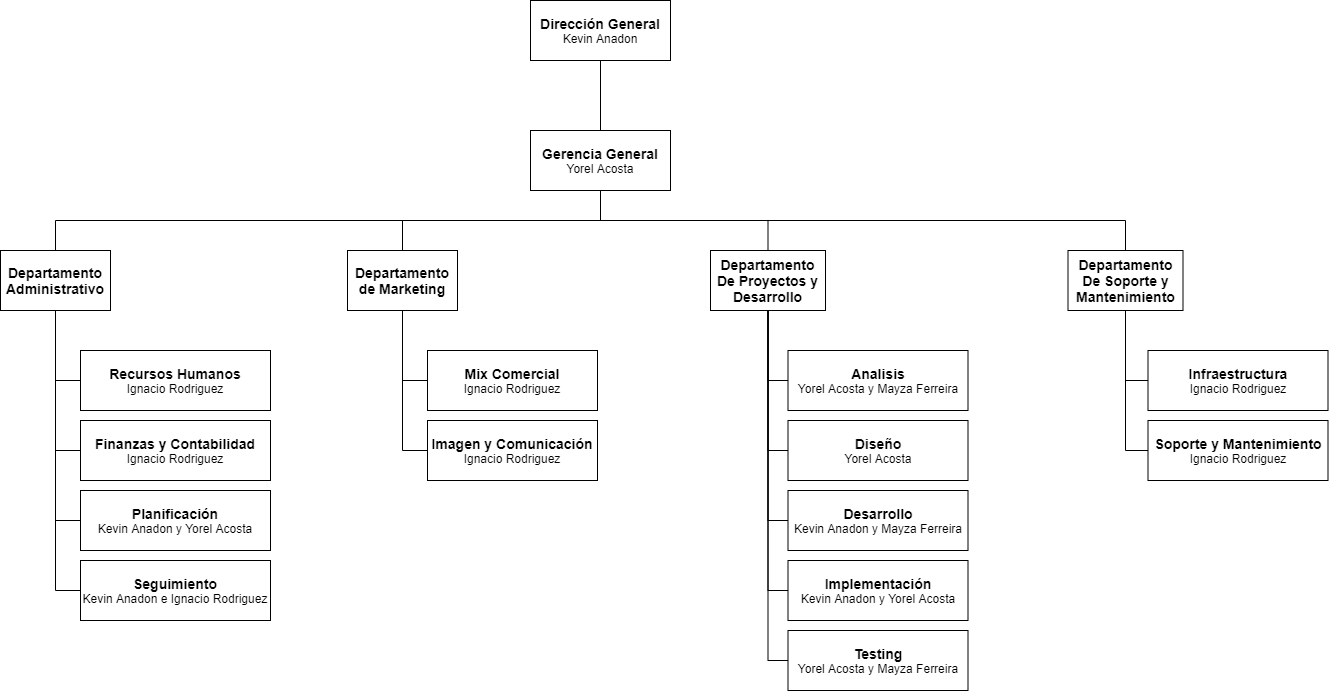 Dirección General
Kevin Anadon
Gerencia General
Yorel Acosta
Departamento
Administrativo
Recursos Humanos
Ignacio Rodriguez
Finanzas y Contabilidad
Ignacio Rodriguez
Planificación
Kevin Anadon y Yorel Acosta
Seguimiento
Kevin Anadon e Ignacio Rodriguez
Departamento
de Marketing
Mix Comercial
Ignacio Rodriguez
Imagen y Comunicación
Ignacio Rodriguez
Departamento
De Proyectos y
Desarrollo
Analisis
Yorel Acosta y Mayza Ferreira
Diseño
Yorel Acosta
Desarrollo
Kevin Anadon y Mayza Ferreira
Implementación
Kevin Anadon y Yorel Acosta
Testing
Yorel Acosta y Mayza Ferreira
Departamento
De Soporte y
Mantenimiento
Infraestructura
Ignacio Rodriguez
Soporte y Mantenimiento
Ignacio Rodriguez